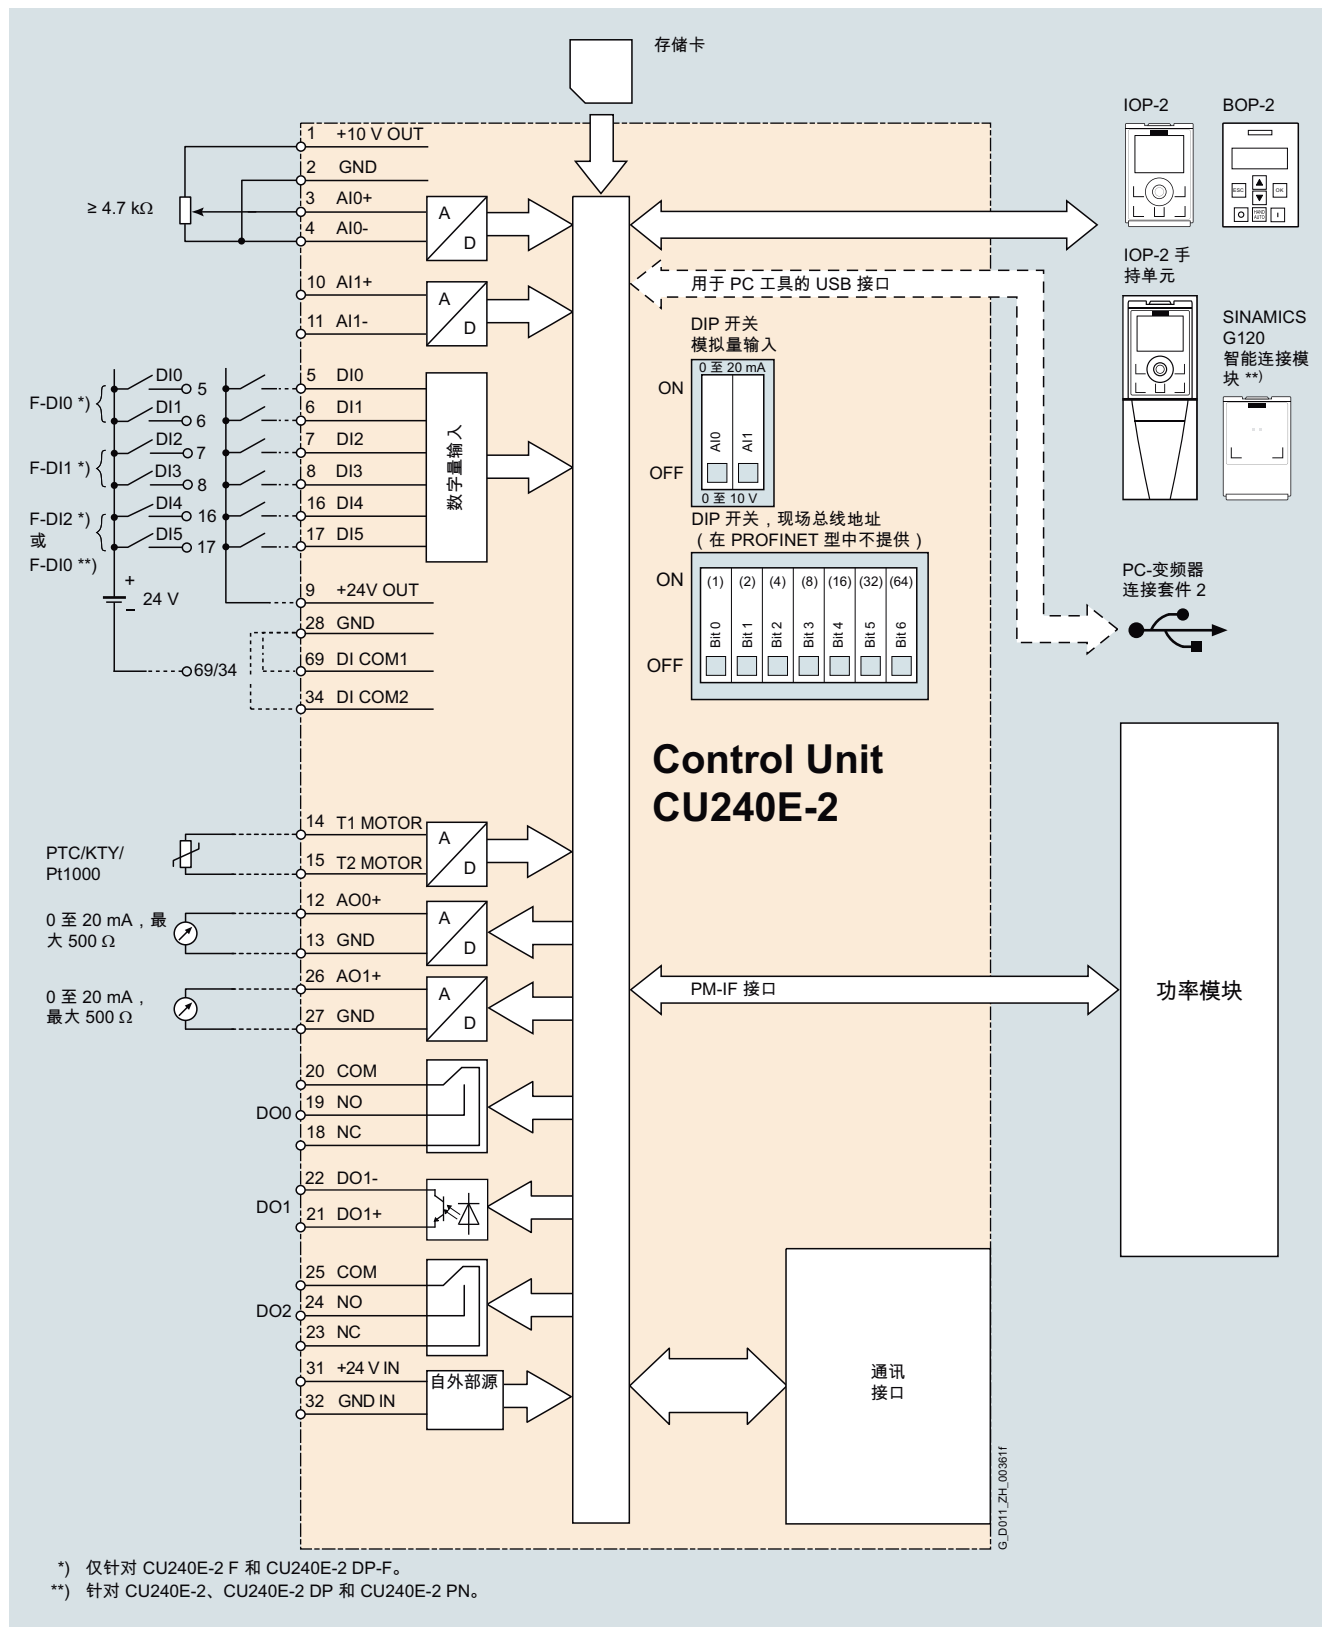 存储卡
IOP-2
BOP-2
ESC
OK
HAND
AUTO
1 +10 V OUT
2 GND
3 AI0+
4 AI0-
≥ 4.7 kΩ
A
D
10 AI1+
11 AI1-
A
D
用于 PC 工具的 USB 接口
IOP-2 手
持单元
SINAMICS
G120
智能连接模
块 **)
DIP 开关
模拟量输入
0 至 20 mA
ON
OFF
AI0
AI1
0 至 10 V
DI0
5
DI1
6
DI2
7
DI3
8
DI4
16
DI5
17
F-DI0 *)
F-DI1 *)
F-DI2 *)
或
F-DI0 **)
+
−
24 V
69/34
5 DI0
6 DI1
7 DI2
8 DI3
16 DI4
17 DI5
数字量输入
9 +24V OUT
28 GND
69 DI COM1
34 DI COM2
DIP 开关，现场总线地址
（在 PROFINET 型中不提供）
ON
OFF
(1) (2) (4) (8) (16) (32) (64)
Bit 0 Bit 1 Bit 2 Bit 3 Bit 4 Bit 5 Bit 6
PC-变频器
连接套件 2
Control Unit
CU240E-2
14 T1 MOTOR
15 T2 MOTOR
PTC/KTY/
Pt1000
A
D
12 AO0+
13 GND
0 至 20 mA，最
大 500 Ω
A
D
26 AO1+
27 GND
0 至 20 mA，
最大 500 Ω
A
D
PM-IF 接口
功率模块
20 COM
19 NO
18 NC
DO0
22 DO1-
21 DO1+
DO1
25 COM
24 NO
23 NC
DO2
31 +24 V IN
32 GND IN
自外部源
通讯
接口
G_D011_ZH_00361f
*) 仅针对 CU240E-2 F 和 CU240E-2 DP-F。
**) 针对 CU240E-2、CU240E-2 DP 和 CU240E-2 PN。